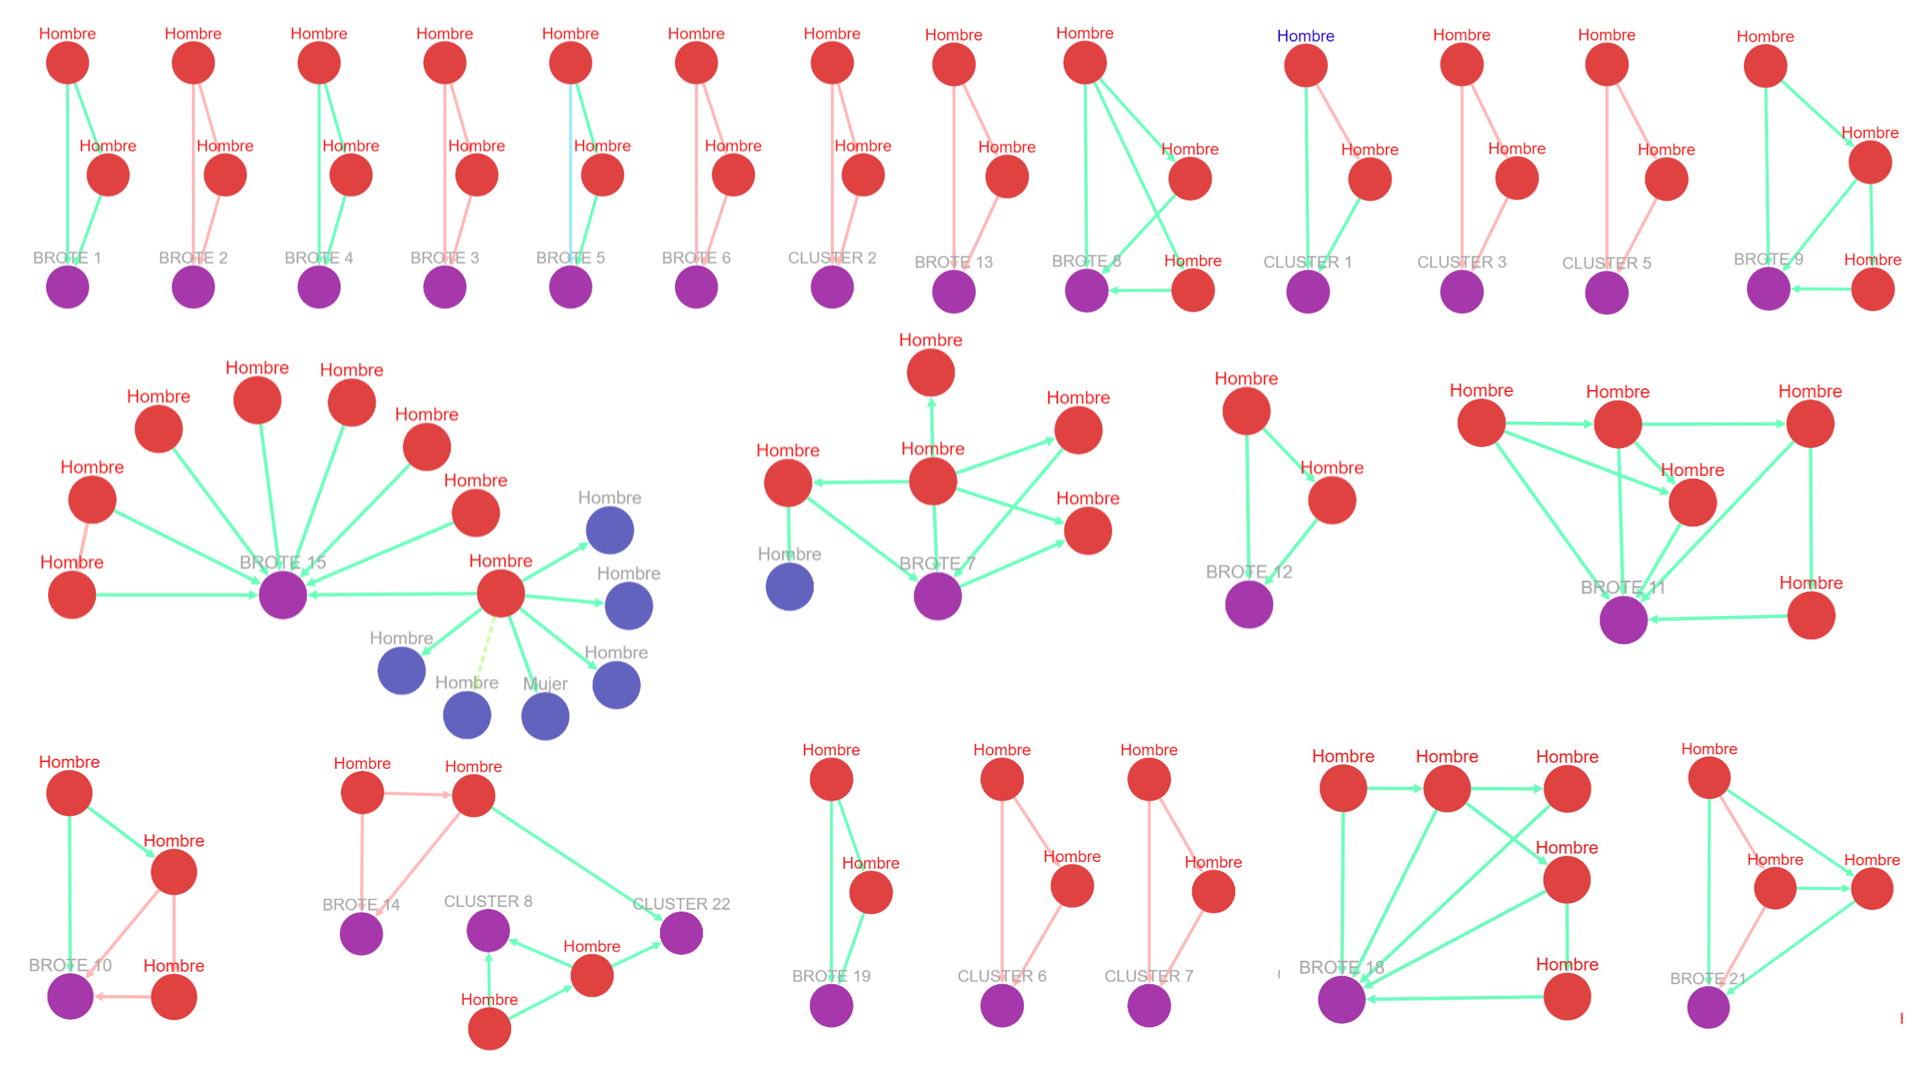 Hombre Hombre Hombre Hombre Hombre Hombre Hombre Hombre Hombre Hombre Hombre Hombre Hombre
Hombre
Hombre Hombre Hombre Hombre Hombre Hombre Hombre Hombre Hombre Hombre Hombre Hombre
BROTE 1 BROTE 2 BROTE 4 BROTE 3 BROTE 5 BROTE 6 CLUSTER 2 BROTE 13 BROTE 8 Hombre CLUSTER 1 CLUSTER 3 CLUSTER 5 BROTE 9 Hombre
Hombre
Hombre Hombre Hombre
Hombre Hombre Hombre Hombre Hombre
Hombre Hombre
Hombre Hombre Hombre
Hombre Hombre Hombre
Hombre Hombre Hombre
Hombre BROTE 15 Hombre Hombre BROTE 7
Hombre BROTE 12 BROTE 11 Hombre
Hombre Hombre
Hombre Mujer
Hombre Hombre Hombre Hombre Hombre Hombre Hombre Hombre Hombre Hombre
Hombre Hombre Hombre Hombre Hombre Hombre Hombre
BROTE 14 CLUSTER 8 CLUSTER 22
Hombre
BROTE 10 Hombre BROTE 19 CLUSTER 6 CLUSTER 7 BROTE 18 Hombre BROTE 21
Hombre